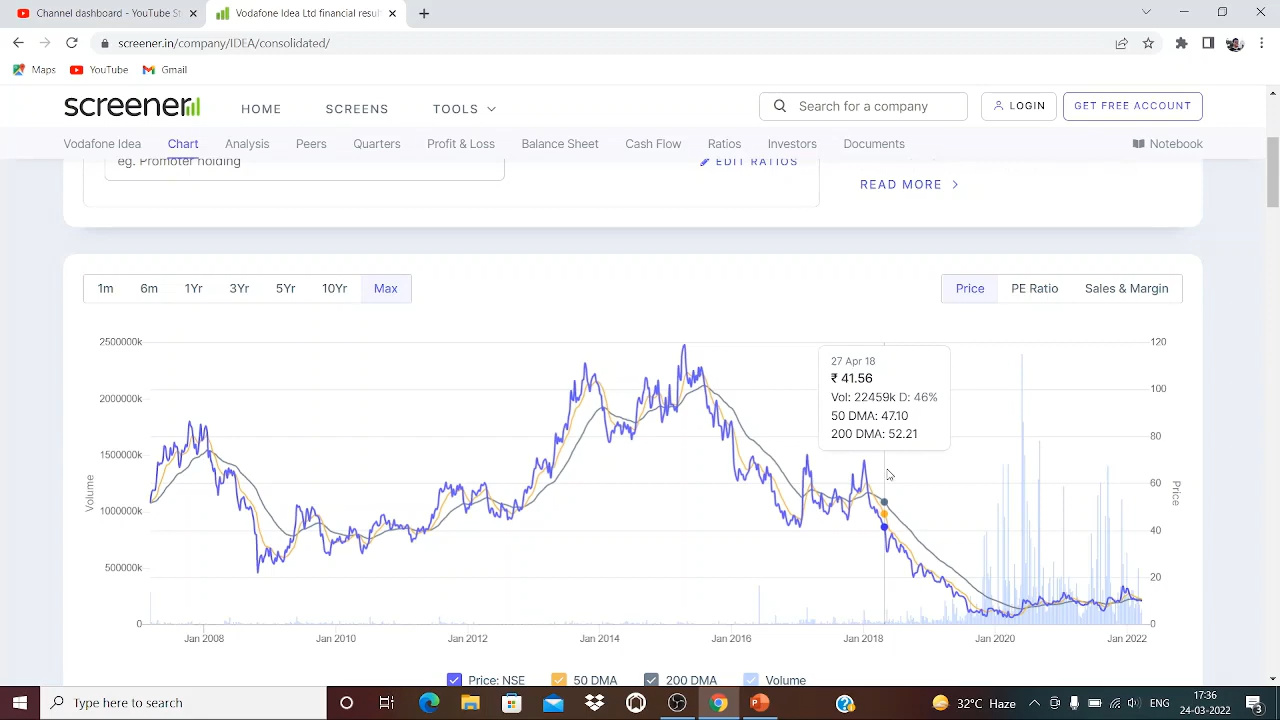 Channel dashboard - YouTube St
Vodafone Idea Ltd financial resul
screener.in/company/IDEA/consolidated/
Maps
YouTube
Gmail
screener
HOME
SCREENS
TOOLS
Search for a company
LOGIN
GET FREE ACCOUNT
Vodafone Idea
Chart
Analysis
Peers
Quarters
Profit & Loss
Balance Sheet
Cash Flow
Ratios
Investors
Documents
Notebook
eg. Promoter holding
EDIT RATIOS
READ MORE
1m
6m
1Yr
3Yr
5Yr
10Yr
Max
Price
PE Ratio
Sales & Margin
2500000k
2000000k
1500000k
1000000k
500000k
0
Volume
27 Apr 18
₹ 41.56
Vol: 22459k D: 46%
50 DMA: 47.10
200 DMA: 52.21
120
100
80
60
40
20
0
Price
Jan 2008
Jan 2010
Jan 2012
Jan 2014
Jan 2016
Jan 2018
Jan 2020
Jan 2022
Price: NSE
50 DMA
200 DMA
Volume
Type here to search
32°C Haze
ENG
17:36
24-03-2022
3